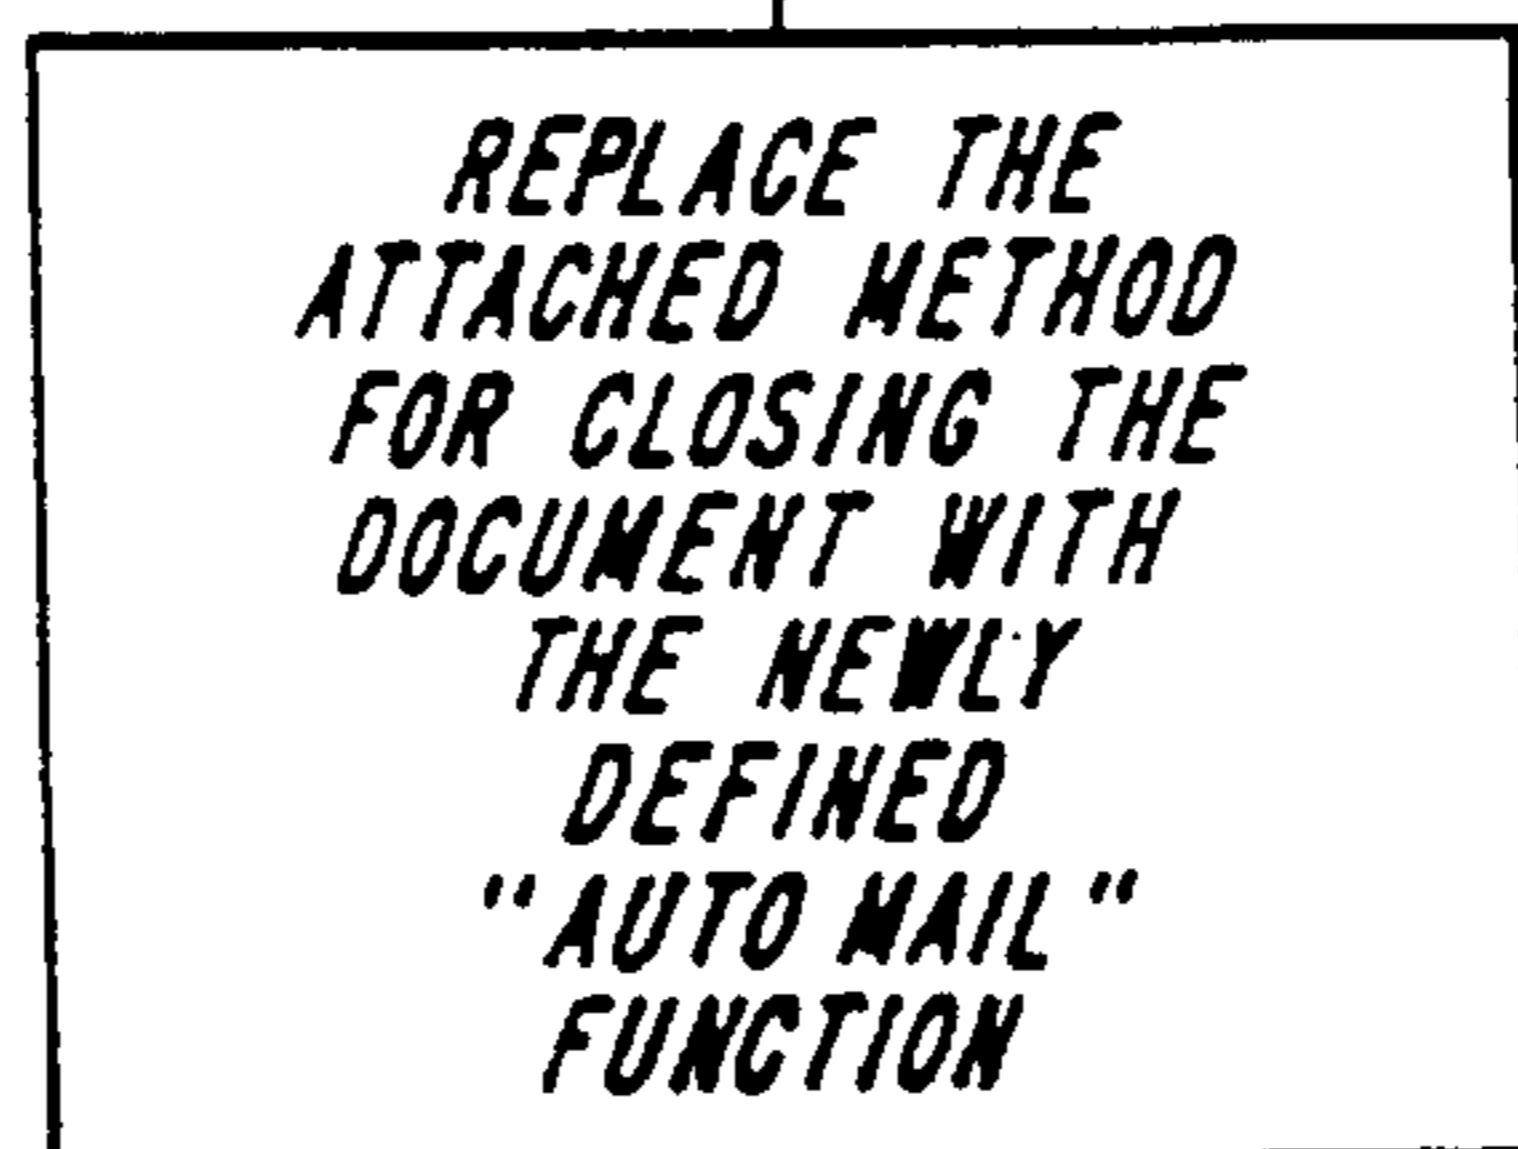 REPLACE THE
ATTACHED METHOD
FOR CLOSING THE
DOCUMENT WITH
THE NEWLY
DEFINED
"AUTO MAIL"
FUNCTION